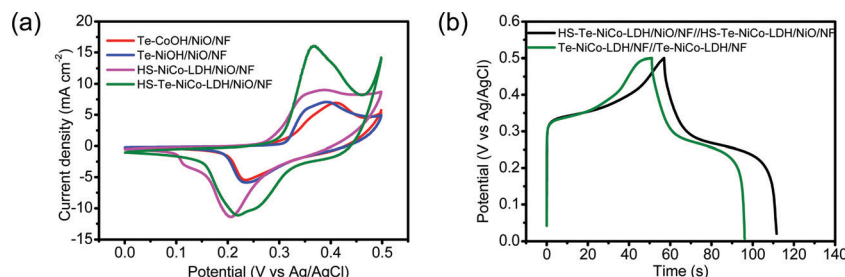 (a)
Te-CoOH/NiO/NF
Te-NiOH/NiO/NF
HS-NiCo-LDH/NiO/NF
HS-Te-NiCo-LDH/NiO/NF
Current density (mA cm⁻²)
20
15
10
5
0
-5
-10
-15
0.0 0.1 0.2 0.3 0.4 0.5
Potential (V vs Ag/AgCl)
(b)
HS-Te-NiCo-LDH/NiO/NF//HS-Te-NiCo-LDH/NiO/NF
Te-NiCo-LDH/NF//Te-NiCo-LDH/NF
Potential (V vs Ag/AgCl)
0.6
0.5
0.4
0.3
0.2
0.1
0.0
0 20 40 60 80 100 120 140
Time (s)